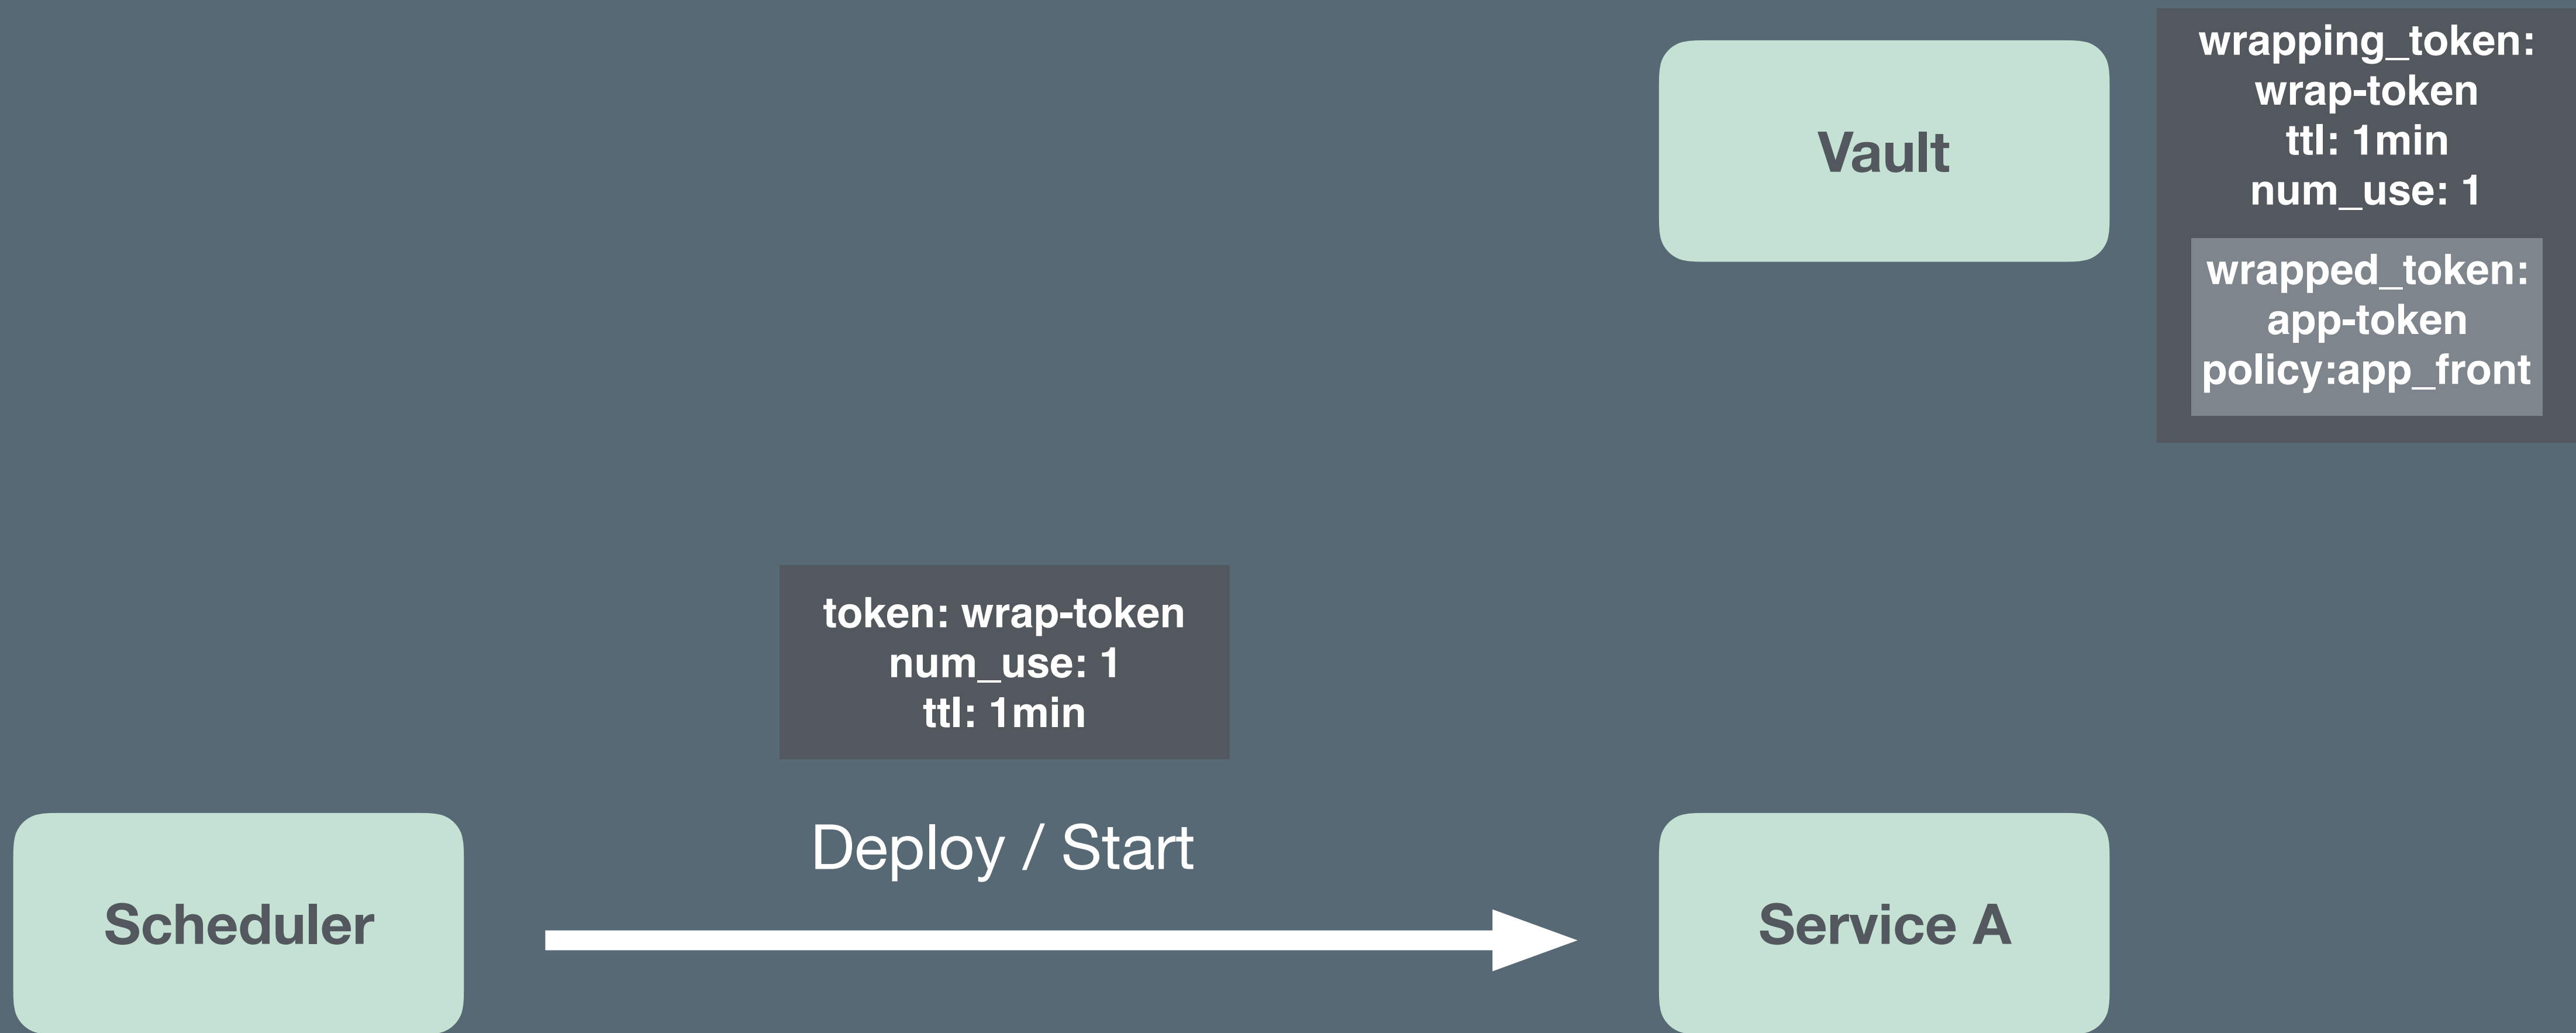 Vault
wrapping_token:
wrap-token
ttl: 1min
num_use: 1
wrapped_token:
app-token
policy:app_front
token: wrap-token
num_use: 1
ttl: 1min
Deploy / Start
Scheduler
Service A